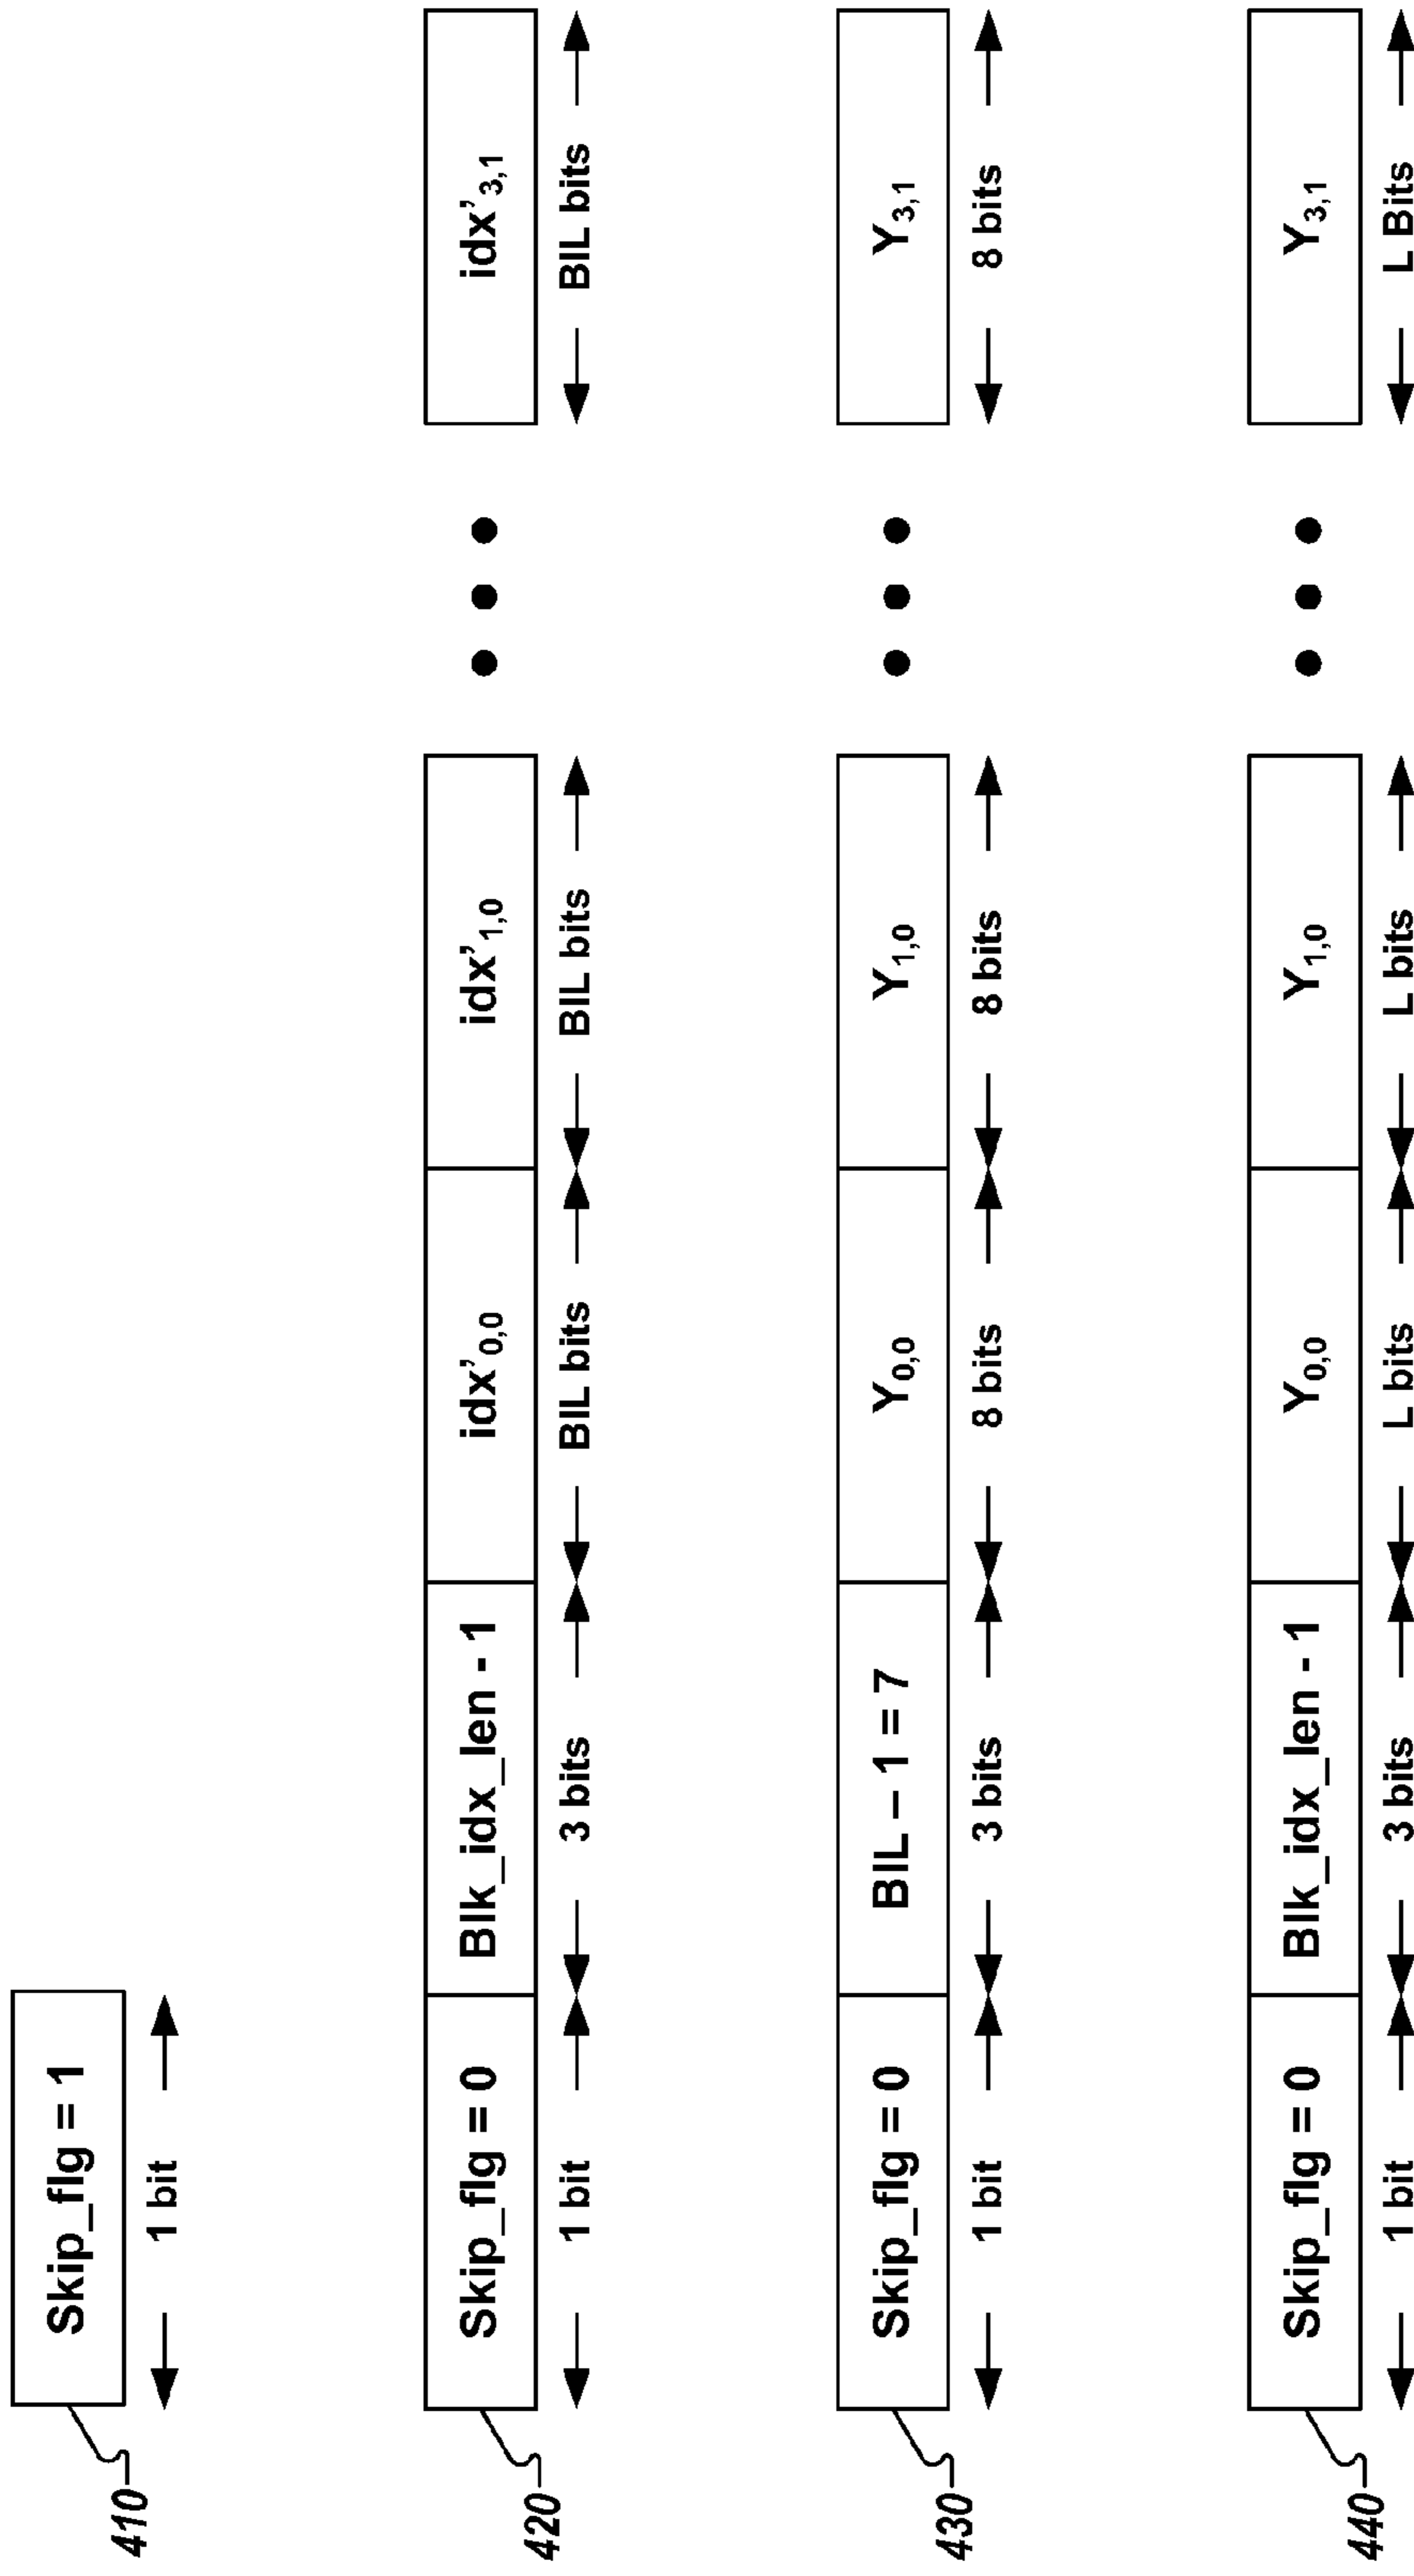 Skip_flg = 1
1 bit
410
Skip_flg = 0 Blk_idx_len - 1 idx'0,0 idx'1,0 idx'3,1
1 bit 3 bits BIL bits BIL bits BIL bits
420
Skip_flg = 0 BIL – 1 = 7 Y0,0 Y1,0 Y3,1
1 bit 3 bits 8 bits 8 bits 8 bits
430
Skip_flg = 0 Blk_idx_len - 1 Y0,0 Y1,0 Y3,1
1 bit 3 bits L bits L bits L Bits
440